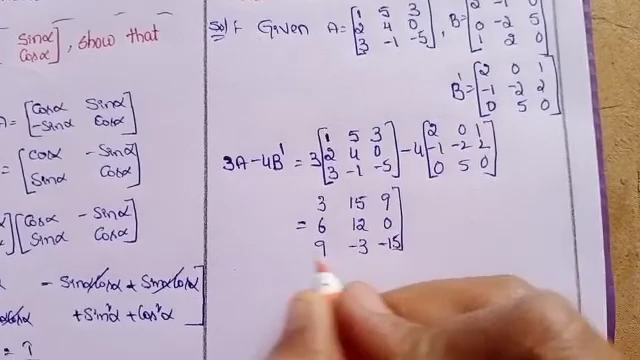 Sinα
Cosα], show that
A = [Cosα Sinα
-Sinα Cosα]
= [Cosα -Sinα
Sinα Cosα]
][Cosα -Sinα
Sinα Cosα]
- Sinα Cosα + Sinα Cosα
+ Sin²α + Cos²α]
Sol: Given A = [1 5 3
2 4 0
3 -1 -5], B = [2 -1 0
0 -2 5
1 2 0]
B' = [2 0 1
-1 -2 2
0 5 0]
3A - 4B' = 3[1 5 3
2 4 0
3 -1 -5] - 4[2 0 1
-1 -2 2
0 5 0]
= 3 15 9
6 12 0
9 -3 -15]